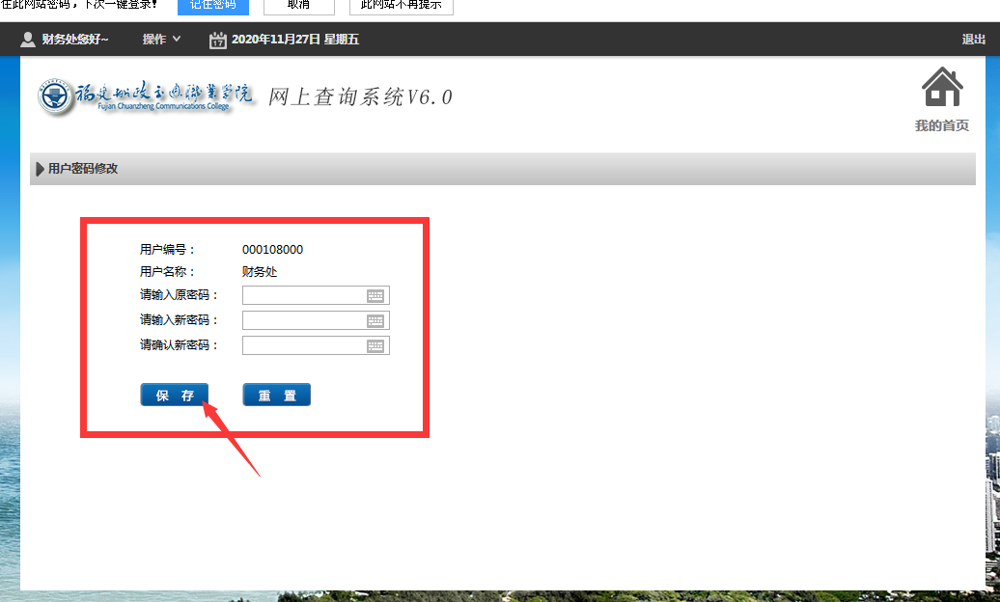 在此网站密码，下次一键登录！ 记住密码 取消 此网站不再提示
财务处您好~ 操作 17 2020年11月27日 星期五 退出
福建船政交通职业学院 网上查询系统V6.0
Fujian Chuanzheng Communications College
我的首页
用户密码修改
用户编号： 000108000
用户名称： 财务处
请输入原密码：
请输入新密码：
请确认新密码：
保 存 重 置